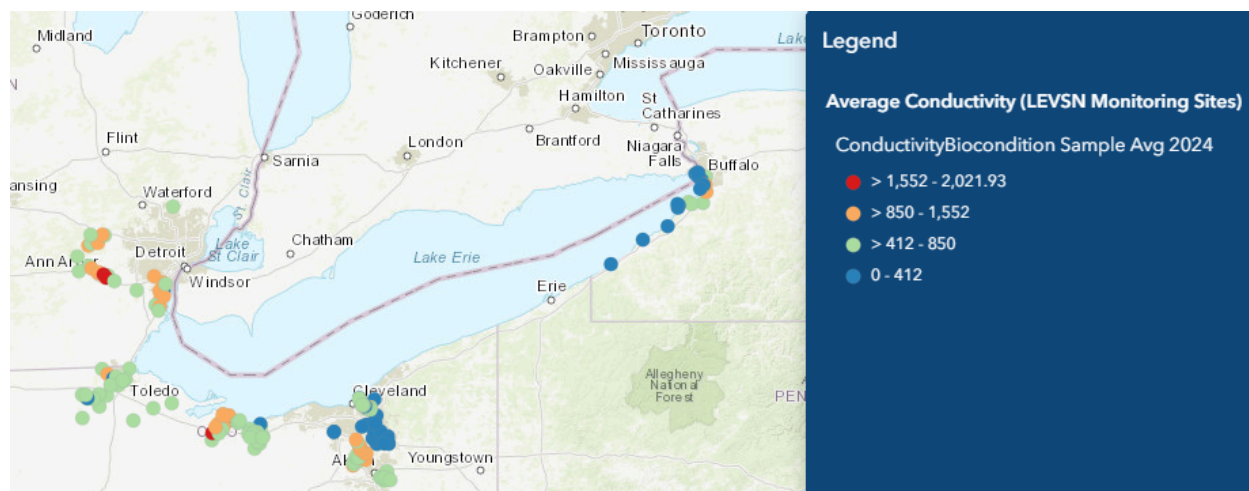 Goderich
Midland
Brampton
Toronto
Lake
Kitchener
Oakville
Mississauga
Hamilton
St
Catharines
Flint
London
Brantford
Niagara
Falls
Buffalo
Sarnia
ansing
Waterford
St. Clair
Chatham
Detroit
Lake
St Clair
Ann
Lake Erie
Windsor
Erie
Toledo
Cleveland
Allegheny
National
Forest
PEN
Youngstown
Legend
Average Conductivity (LEVSN Monitoring Sites)
ConductivityBiocondition Sample Avg 2024
> 1,552 - 2,021.93
> 850 - 1,552
> 412 - 850
0 - 412